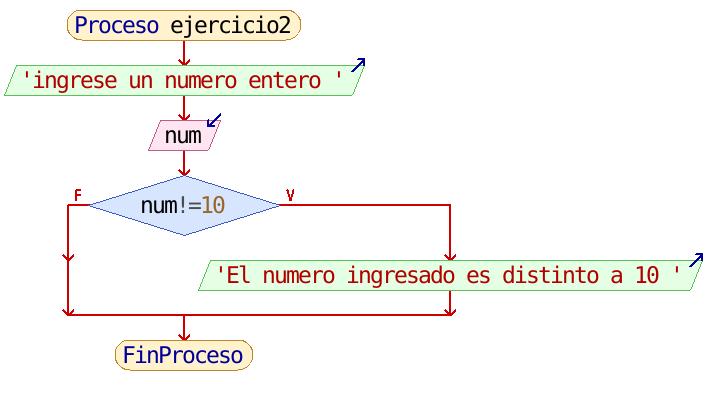 Proceso ejercicio2
'ingrese un numero entero '
num
F
V
num!=10
'El numero ingresado es distinto a 10 '
FinProceso